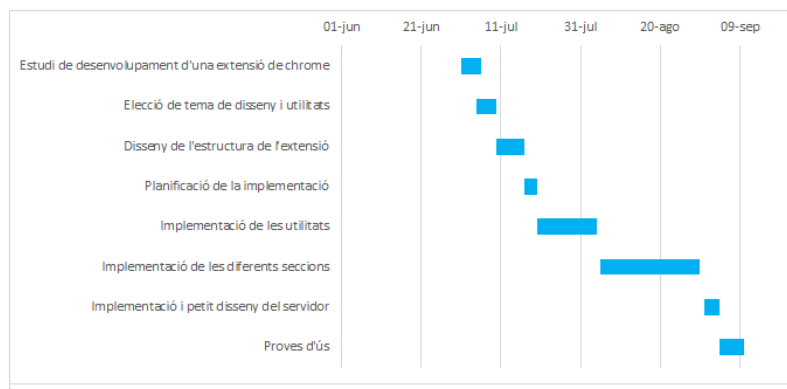 01-jun 21-jun 11-jul 31-jul 20-ago 09-sep
Estudi de desenvolupament d'una extensió de chrome
Elecció de tema de disseny i utilitats
Disseny de l'estructura de l'extensió
Planificació de la implementació
Implementació de les utilitats
Implementació de les diferents seccions
Implementació i petit disseny del servidor
Proves d'ús